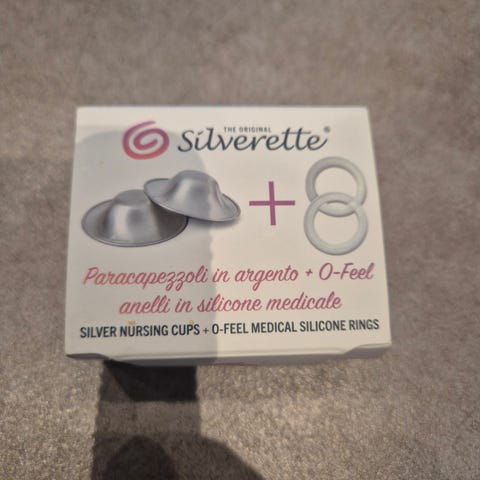 THE ORIGINAL
Silverette®
+
Paracapezzoli in argento + O-Feel
anelli in silicone medicale
SILVER NURSING CUPS + O-FEEL MEDICAL SILICONE RINGS